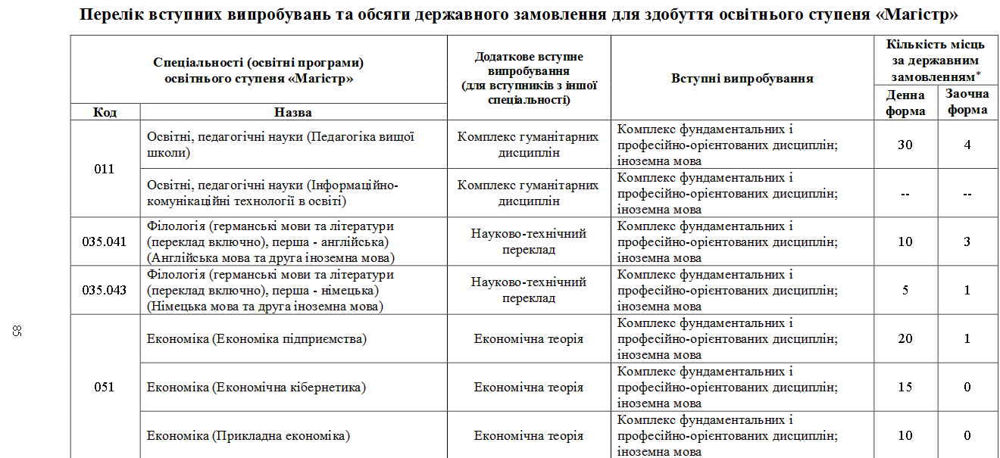 Перелік вступних випробувань та обсяги державного замовлення для здобуття освітнього ступеня «Магістр»
Спеціальності (освітні програми)
освітнього ступеня «Магістр»
Додаткове вступне
випробування
(для вступників з іншої
спеціальності)
Вступні випробування
Кількість місць
за державним
замовленням*
Код
Назва
Денна
форма
Заочна
форма
011
Освітні, педагогічні науки (Педагогіка вищої
школи)
Комплекс гуманітарних
дисциплін
Комплекс фундаментальних і
професійно-орієнтованих дисциплін;
іноземна мова
30
4
Освітні, педагогічні науки (Інформаційно-
комунікаційні технології в освіті)
Комплекс гуманітарних
дисциплін
Комплекс фундаментальних і
професійно-орієнтованих дисциплін;
іноземна мова
--
--
035.041
Філологія (германські мови та літератури
(переклад включно), перша - англійська)
(Англійська мова та друга іноземна мова)
Науково-технічний
переклад
Комплекс фундаментальних і
професійно-орієнтованих дисциплін;
іноземна мова
10
3
035.043
Філологія (германські мови та літератури
(переклад включно), перша - німецька)
(Німецька мова та друга іноземна мова)
Науково-технічний
переклад
Комплекс фундаментальних і
професійно-орієнтованих дисциплін;
іноземна мова
5
1
051
Економіка (Економіка підприємства)
Економічна теорія
Комплекс фундаментальних і
професійно-орієнтованих дисциплін;
іноземна мова
20
1
Економіка (Економічна кібернетика)
Економічна теорія
Комплекс фундаментальних і
професійно-орієнтованих дисциплін;
іноземна мова
15
0
Економіка (Прикладна економіка)
Економічна теорія
Комплекс фундаментальних і
професійно-орієнтованих дисциплін;
іноземна мова
10
0
85